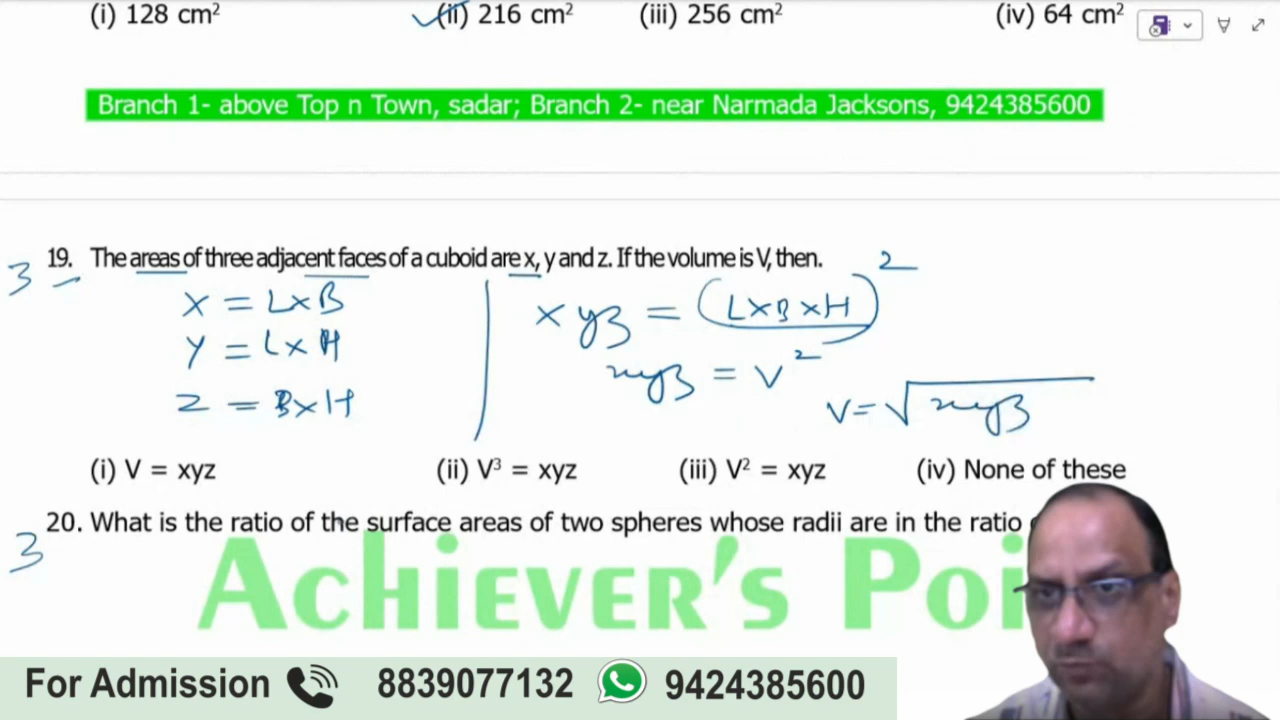 (i) 128 cm² (ii) 216 cm² (iii) 256 cm² (iv) 64 cm²
Branch 1- above Top n Town, sadar; Branch 2- near Narmada Jacksons, 9424385600
3 19. The areas of three adjacent faces of a cuboid are x, y and z. If the volume is V, then.
x = L×B
y = L×H
z = B×H
xyz = (L×B×H)²
xyz = v²
v = √xyz
(i) V = xyz (ii) V³ = xyz (iii) V² = xyz (iv) None of these
3 20. What is the ratio of the surface areas of two spheres whose radii are in the ratio
AcHIEVER'S Poi
For Admission 8839077132 9424385600